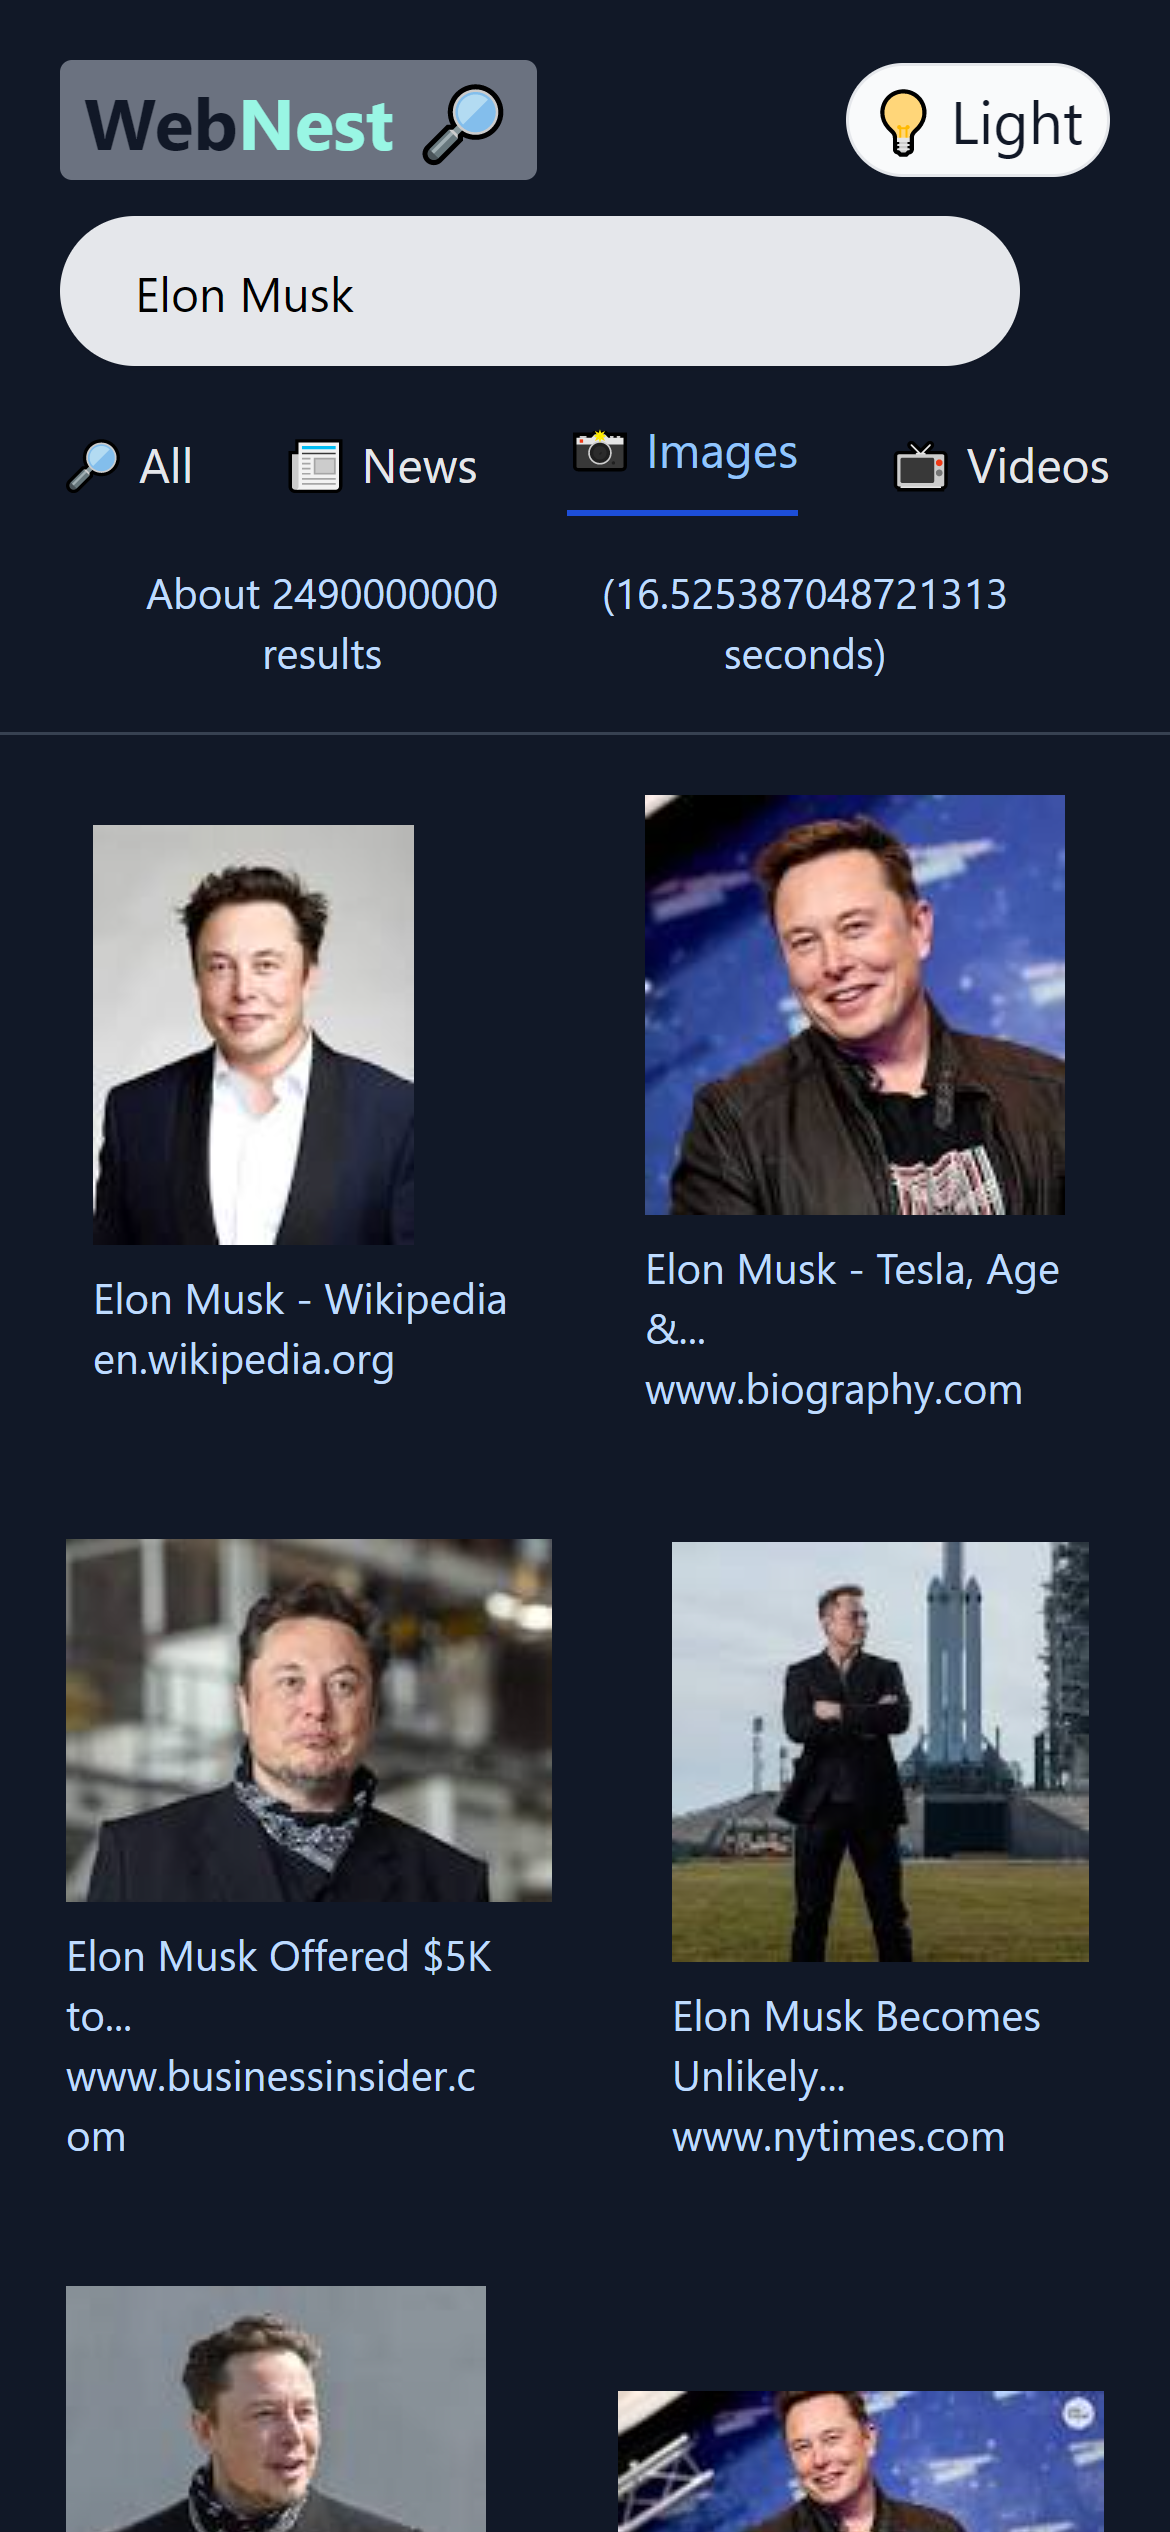 WebNest
Light
Elon Musk
All
News
Images
Videos
About 2490000000
results
(16.525387048721313
seconds)
Elon Musk - Wikipedia
en.wikipedia.org
Elon Musk - Tesla, Age
&...
www.biography.com
Elon Musk Offered $5K
to...
www.businessinsider.c
om
Elon Musk Becomes
Unlikely...
www.nytimes.com